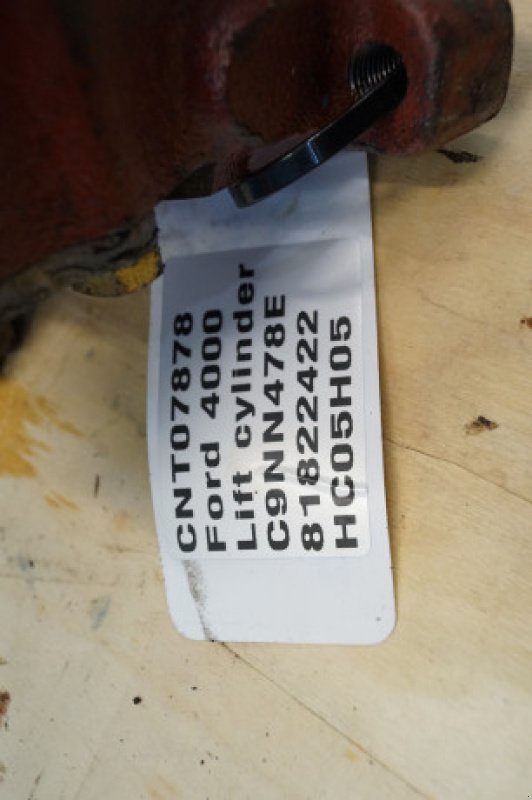 CNT07878
Ford 4000
Lift cylinder
C9NN478E
81822422
HC05H05